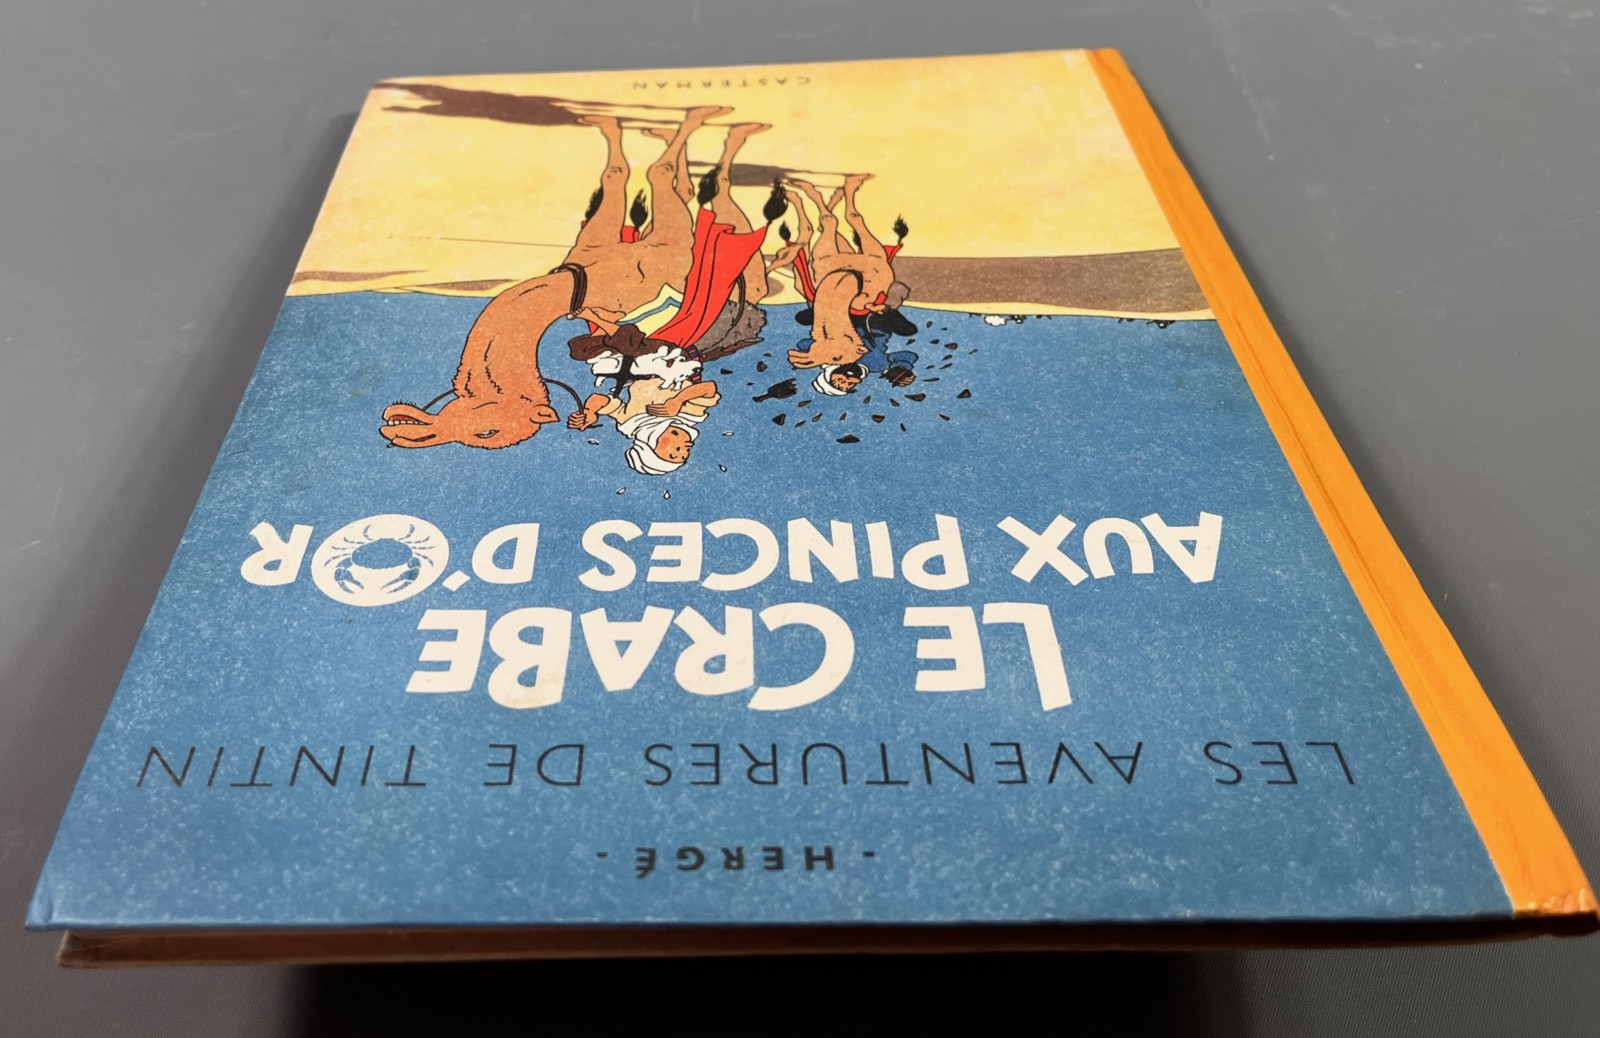 - HERGÉ -
LES AVENTURES DE TINTIN
LE CRABE
AUX PINCES D'OR
CASTERMAN